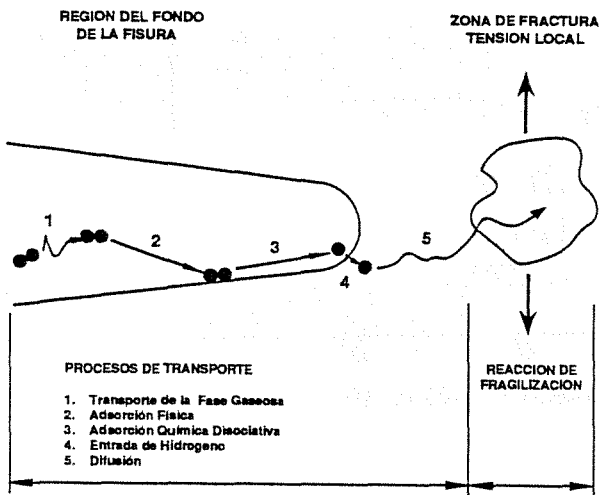 REGION DEL FONDO
DE LA FISURA
ZONA DE FRACTURA
TENSION LOCAL
1
2
3
4
5
PROCESOS DE TRANSPORTE
1. Transporte de la Fase Gaseosa
2. Adsorción Física
3. Adsorción Química Disociativa
4. Entrada de Hidrogeno
5. Difusión
REACCION DE
FRAGILIZACION